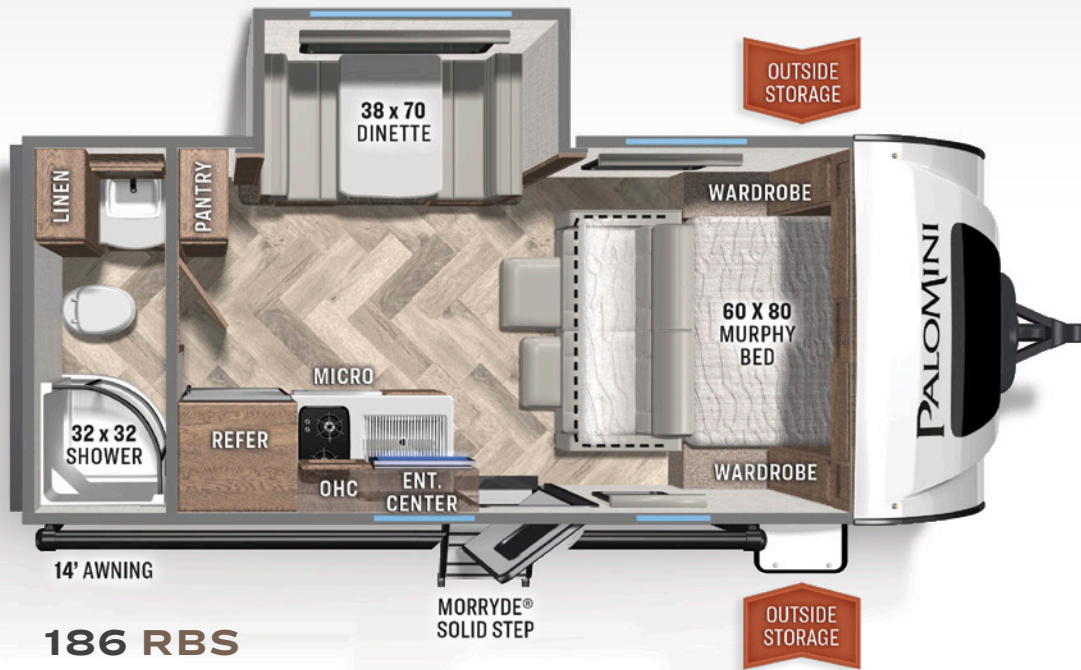 OUTSIDE
STORAGE
38 x 70
DINETTE
LINEN
PANTRY
WARDROBE
60 X 80
MURPHY
BED
PALOMINI
MICRO
32 x 32
SHOWER
REFER
OHC
ENT.
CENTER
WARDROBE
14' AWNING
MORRYDE®
SOLID STEP
OUTSIDE
STORAGE
186 RBS